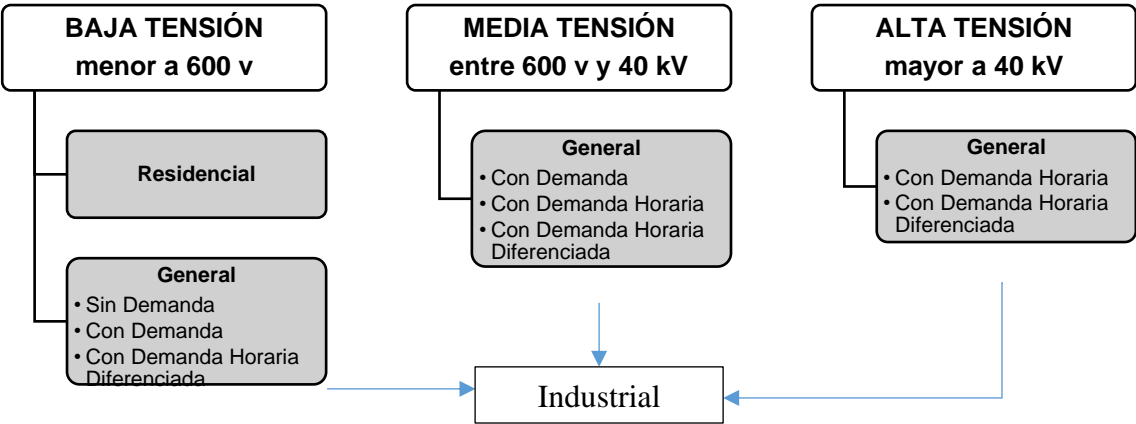 BAJA TENSIÓN
menor a 600 v
Residencial
General
• Sin Demanda
• Con Demanda
• Con Demanda Horaria
Diferenciada
MEDIA TENSIÓN
entre 600 v y 40 kV
General
• Con Demanda
• Con Demanda Horaria
• Con Demanda Horaria
Diferenciada
ALTA TENSIÓN
mayor a 40 kV
General
• Con Demanda Horaria
• Con Demanda Horaria
Diferenciada
Industrial